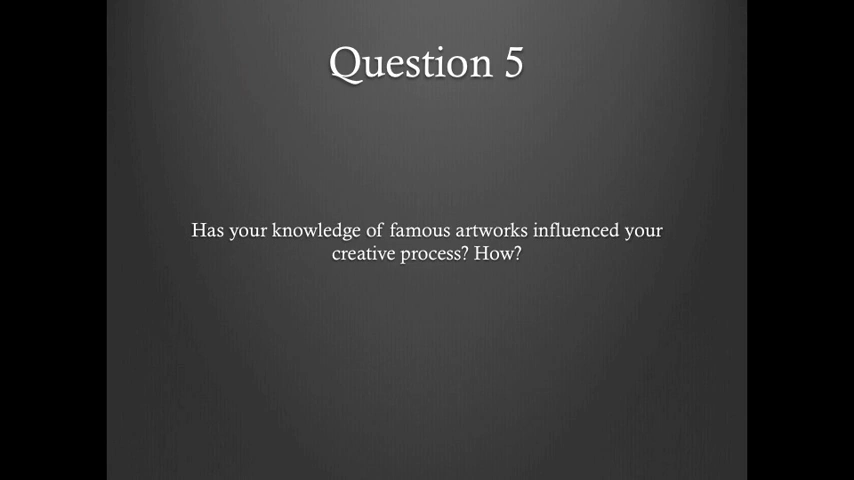 Question 5
Has your knowledge of famous artworks influenced your
creative process? How?